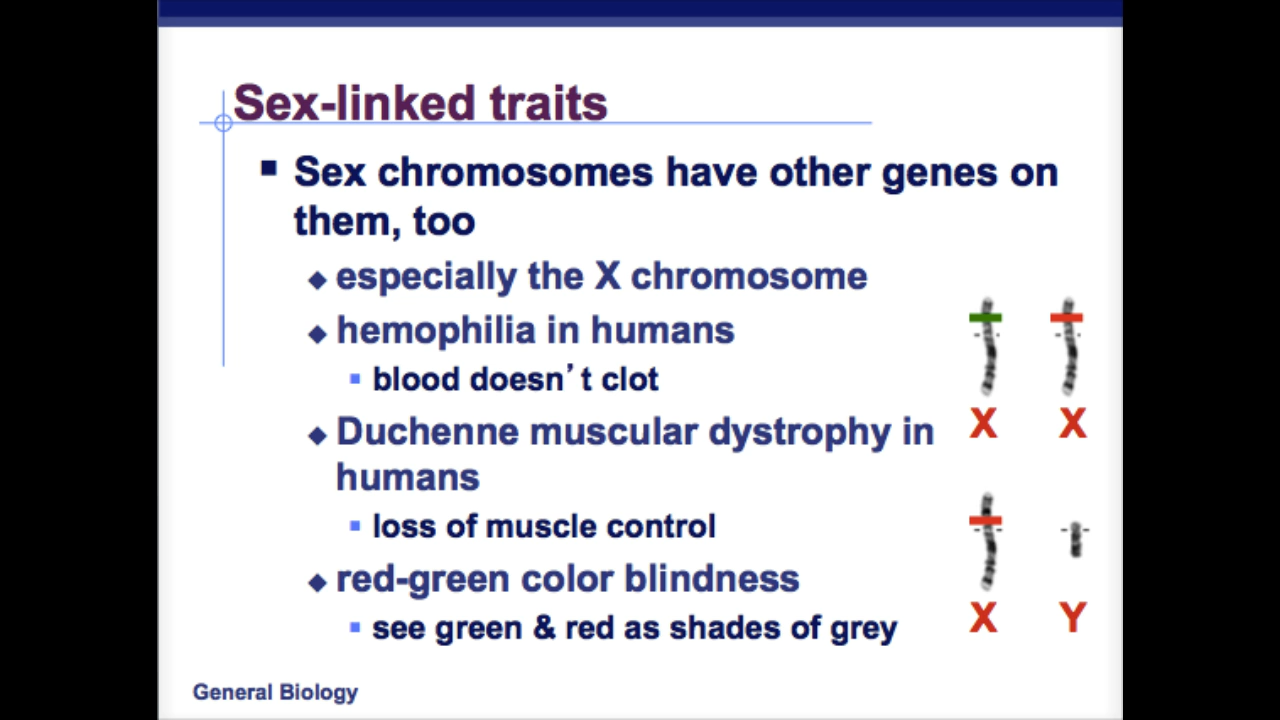 Sex-linked traits
▪ Sex chromosomes have other genes on
them, too
◆ especially the X chromosome
◆ hemophilia in humans
▪ blood doesn’t clot
◆ Duchenne muscular dystrophy in
humans
▪ loss of muscle control
◆ red-green color blindness
▪ see green & red as shades of grey
X X
X Y
General Biology